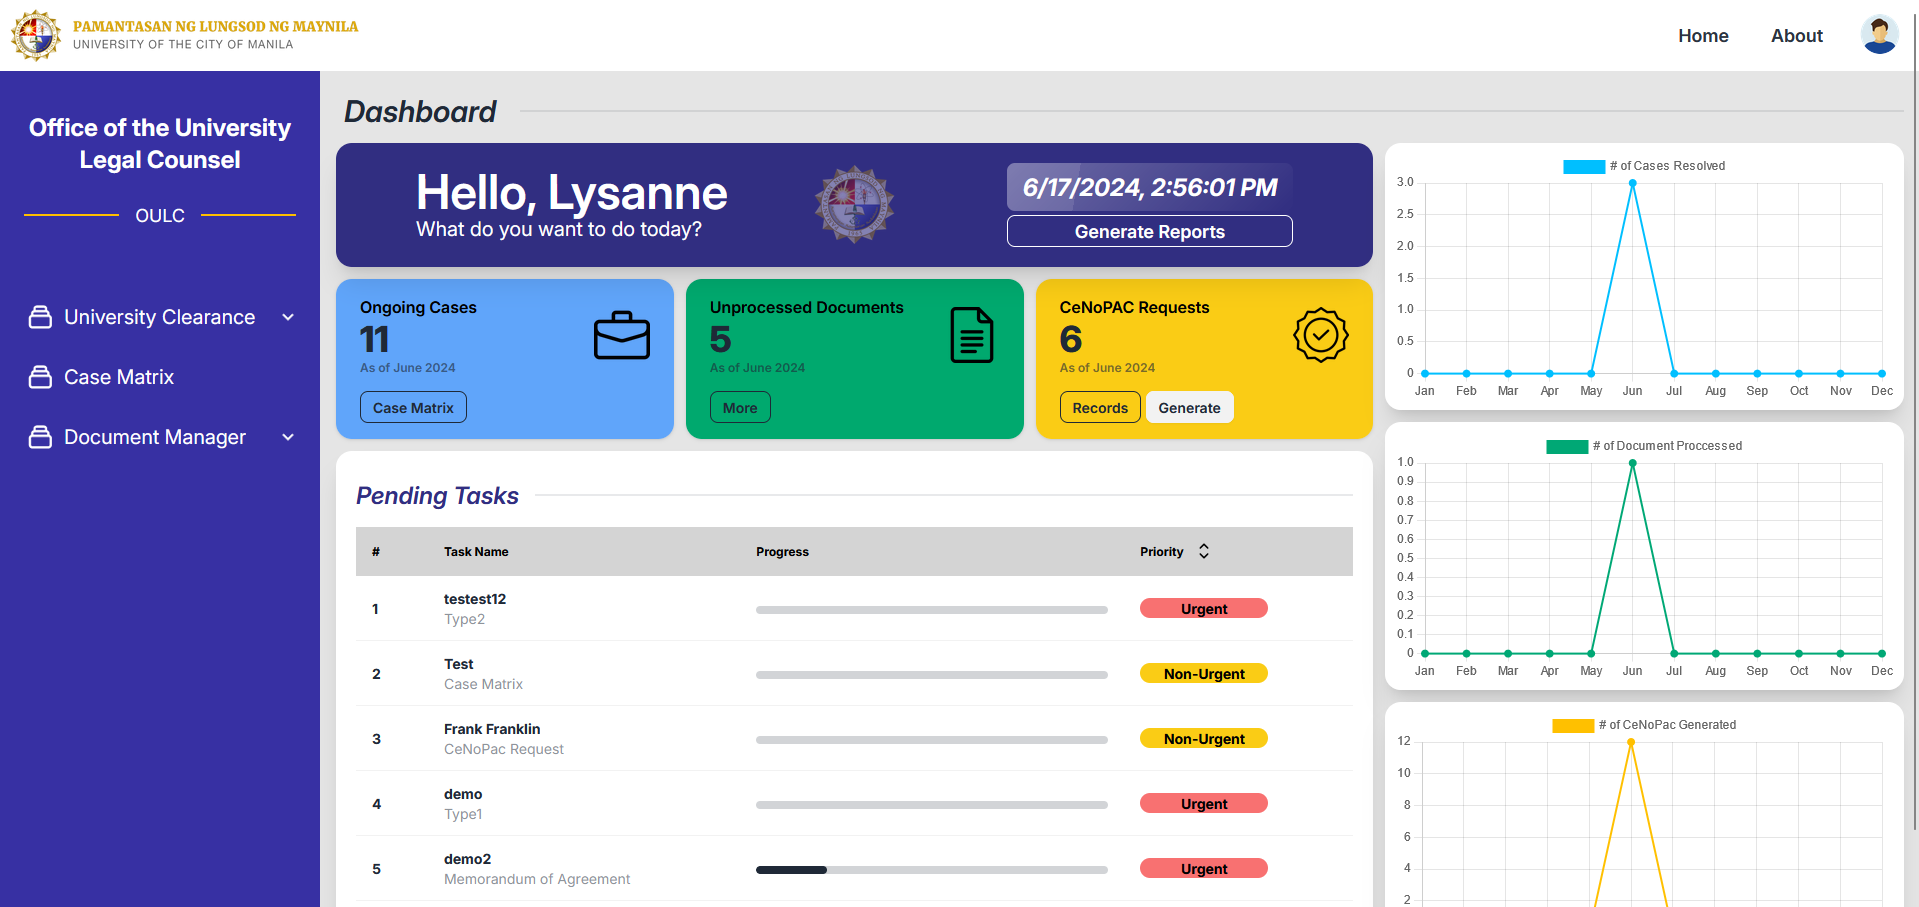 PAMANTASAN NG LUNGSOD NG MAYNILA
UNIVERSITY OF THE CITY OF MANILA
Home
About
Office of the University
Legal Counsel
OULC
University Clearance
Case Matrix
Document Manager
Dashboard
Hello, Lysanne
What do you want to do today?
6/17/2024, 2:56:01 PM
Generate Reports
Ongoing Cases
11
As of June 2024
Case Matrix
Unprocessed Documents
5
As of June 2024
More
CeNoPAC Requests
6
As of June 2024
Records
Generate
Pending Tasks
# Task Name Progress Priority
1
testest12
Type2
Urgent
2
Test
Case Matrix
Non-Urgent
3
Frank Franklin
CeNoPac Request
Non-Urgent
4
demo
Type1
Urgent
5
demo2
Memorandum of Agreement
Urgent
# of Cases Resolved
3.0
2.5
2.0
1.5
1.0
0.5
0
Jan Feb Mar Apr May Jun Jul Aug Sep Oct Nov Dec
# of Document Proccessed
1.0
0.9
0.8
0.7
0.6
0.5
0.4
0.3
0.2
0.1
0
Jan Feb Mar Apr May Jun Jul Aug Sep Oct Nov Dec
# of CeNoPac Generated
12
10
8
6
4
2